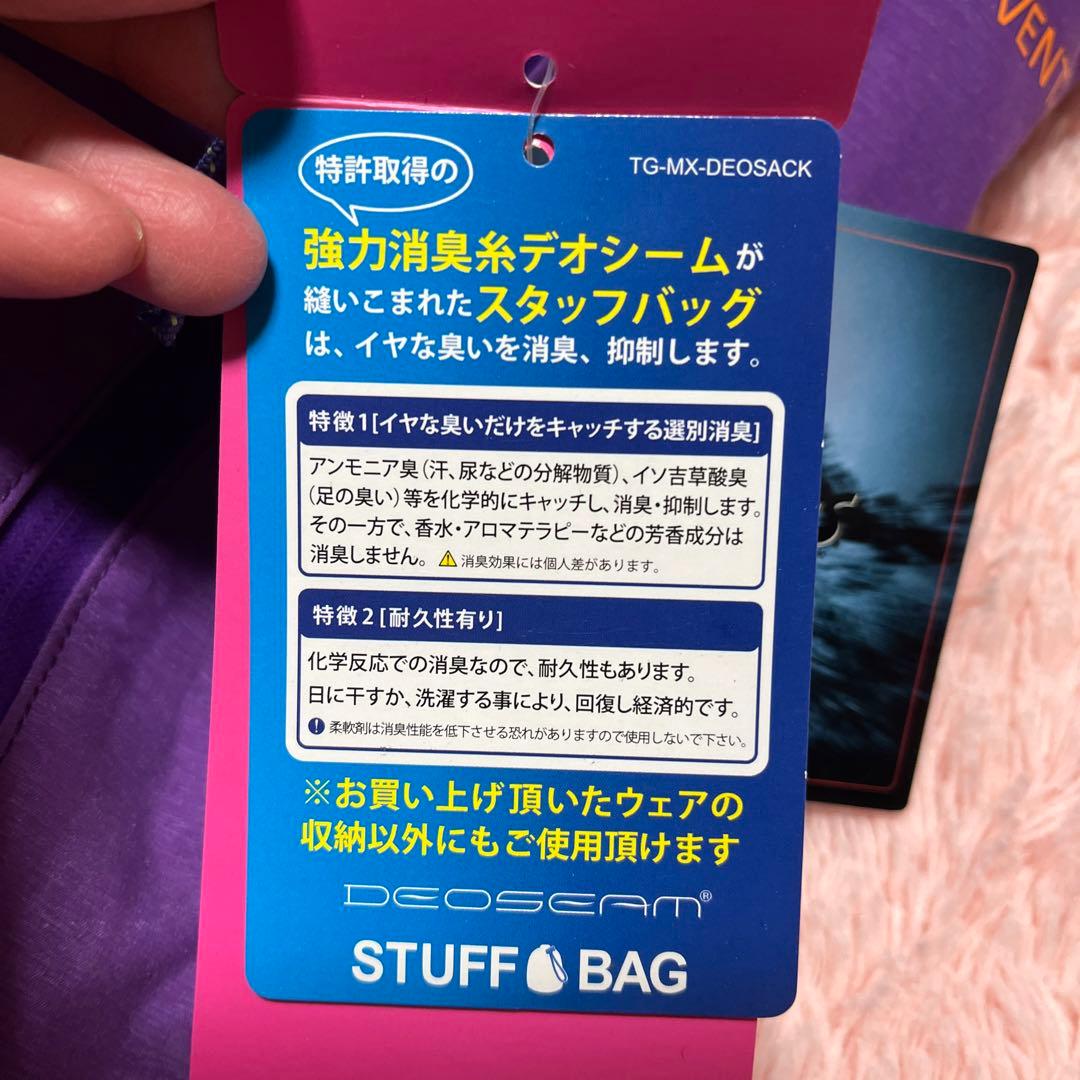 特許取得の
TG-MX-DEOSACK
強力消臭糸デオシームが
縫いこまれたスタッフバッグ
は、イヤな臭いを消臭、抑制します。
特徴1[イヤな臭いだけをキャッチする選別消臭]
アンモニア臭(汗、尿などの分解物質)、イソ吉草酸臭
(足の臭い)等を化学的にキャッチし、消臭・抑制します。
その一方で、香水・アロマテラピーなどの芳香成分は
消臭しません。 消臭効果には個人差があります。
特徴2[耐久性有り]
化学反応での消臭なので、耐久性もあります。
日に干すか、洗濯する事により、回復し経済的です。
柔軟剤は消臭性能を低下させる恐れがありますので使用しないで下さい。
※お買い上げ頂いたウェアの
収納以外にもご使用頂けます
DEOSEAM®
STUFF BAG